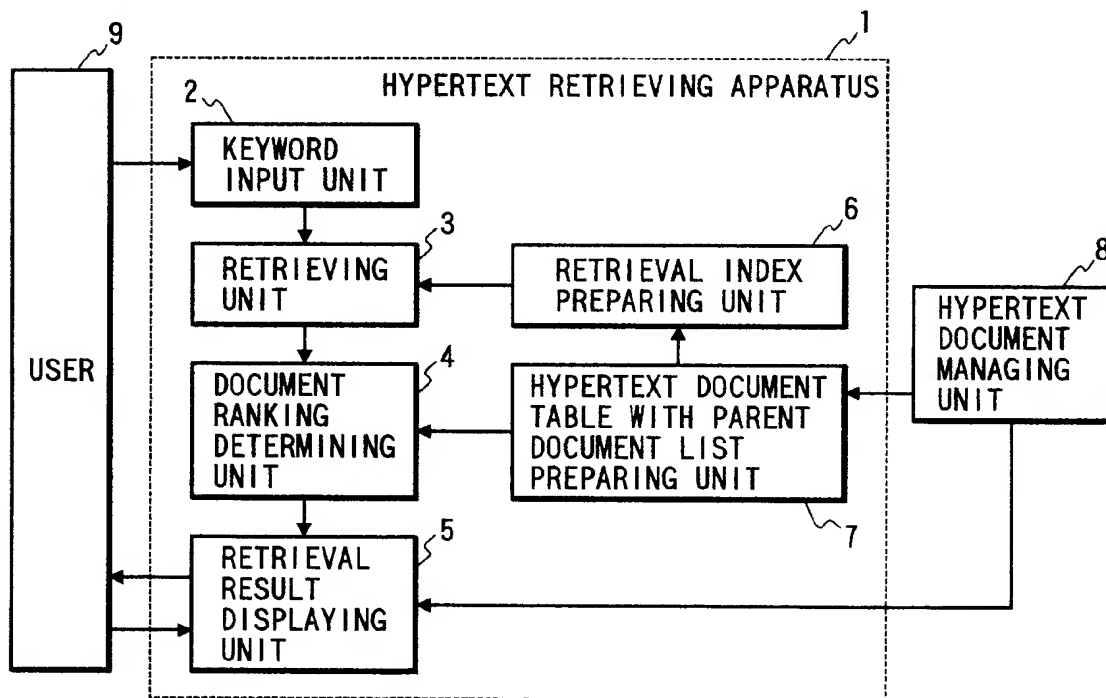 9
1
HYPERTEXT RETRIEVING APPARATUS
2
KEYWORD
INPUT UNIT
3
RETRIEVING
UNIT
6
RETRIEVAL INDEX
PREPARING UNIT
8
HYPERTEXT
DOCUMENT
MANAGING
UNIT
USER
4
DOCUMENT
RANKING
DETERMINING
UNIT
HYPERTEXT DOCUMENT
TABLE WITH PARENT
DOCUMENT LIST
PREPARING UNIT
7
5
RETRIEVAL
RESULT
DISPLAYING
UNIT